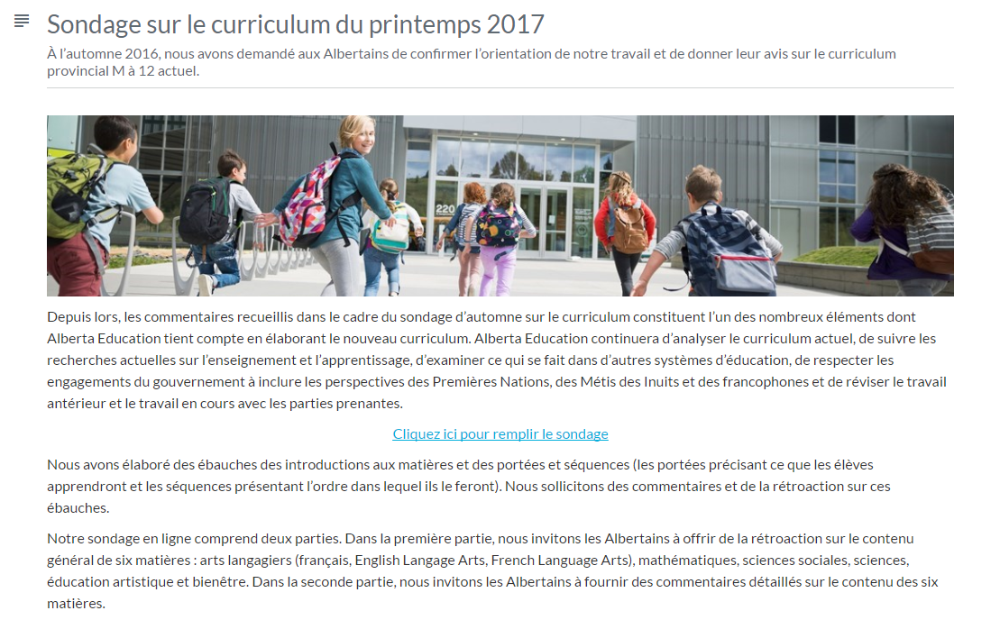 Sondage sur le curriculum du printemps 2017
À l’automne 2016, nous avons demandé aux Albertains de confirmer l’orientation de notre travail et de donner leur avis sur le curriculum
provincial M à 12 actuel.
220
Depuis lors, les commentaires recueillis dans le cadre du sondage d’automne sur le curriculum constituent l’un des nombreux éléments dont
Alberta Education tient compte en élaborant le nouveau curriculum. Alberta Education continuera d’analyser le curriculum actuel, de suivre les
recherches actuelles sur l’enseignement et l’apprentissage, d’examiner ce qui se fait dans d’autres systèmes d’éducation, de respecter les
engagements du gouvernement à inclure les perspectives des Premières Nations, des Métis des Inuits et des francophones et de réviser le travail
antérieur et le travail en cours avec les parties prenantes.
Cliquez ici pour remplir le sondage
Nous avons élaboré des ébauches des introductions aux matières et des portées et séquences (les portées précisant ce que les élèves
apprendront et les séquences présentant l’ordre dans lequel ils le feront). Nous sollicitons des commentaires et de la rétroaction sur ces
ébauches.
Notre sondage en ligne comprend deux parties. Dans la première partie, nous invitons les Albertains à offrir de la rétroaction sur le contenu
général de six matières : arts langagiers (français, English Langage Arts, French Language Arts), mathématiques, sciences sociales, sciences,
éducation artistique et bienêtre. Dans la seconde partie, nous invitons les Albertains à fournir des commentaires détaillés sur le contenu des six
matières.